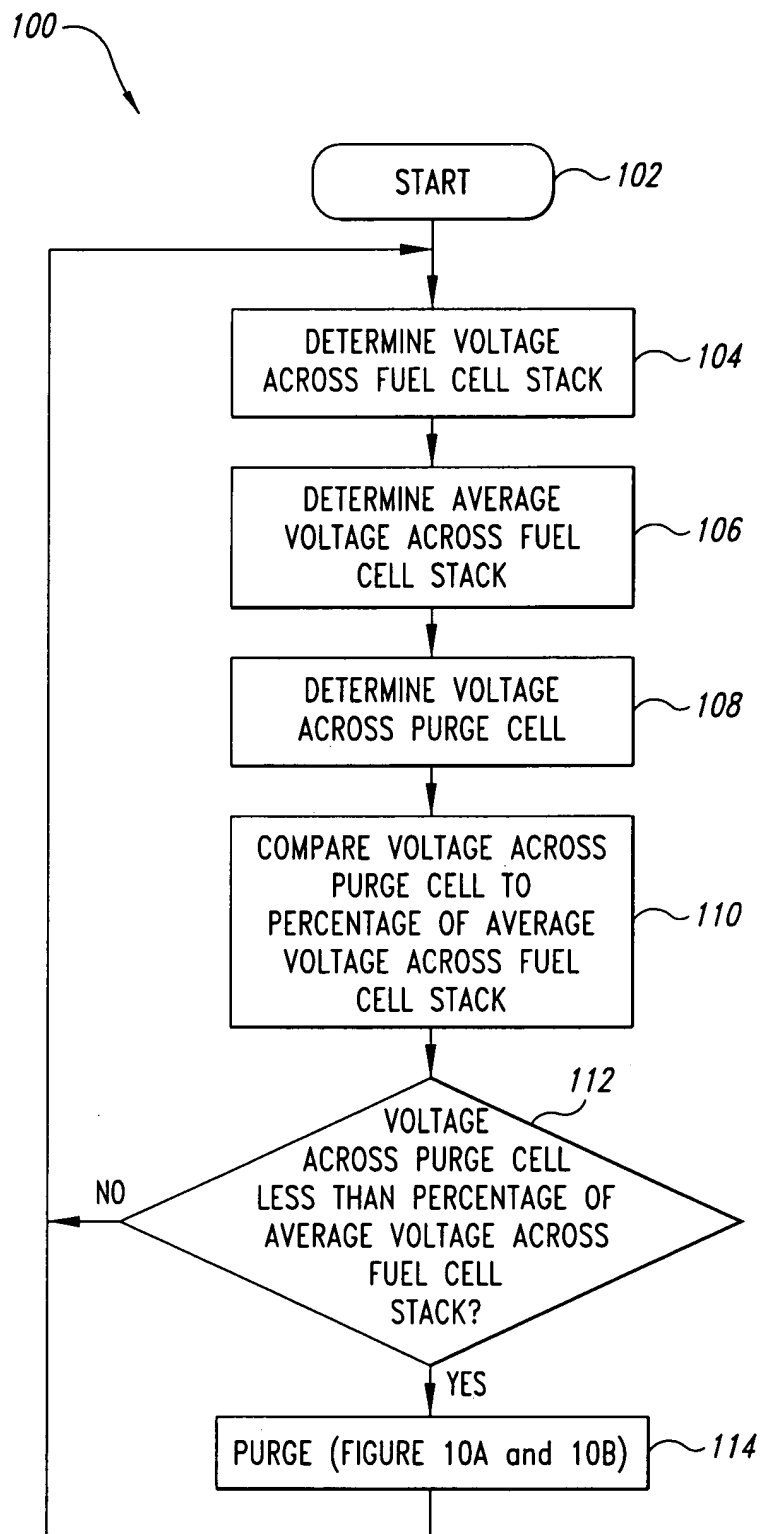 100
START
102
DETERMINE VOLTAGE
ACROSS FUEL CELL STACK
104
DETERMINE AVERAGE
VOLTAGE ACROSS FUEL
CELL STACK
106
DETERMINE VOLTAGE
ACROSS PURGE CELL
108
COMPARE VOLTAGE ACROSS
PURGE CELL TO
PERCENTAGE OF AVERAGE
VOLTAGE ACROSS FUEL
CELL STACK
110
112
VOLTAGE
ACROSS PURGE CELL
LESS THAN PERCENTAGE OF
AVERAGE VOLTAGE ACROSS
FUEL CELL
STACK?
NO
YES
PURGE (FIGURE 10A and 10B)
114